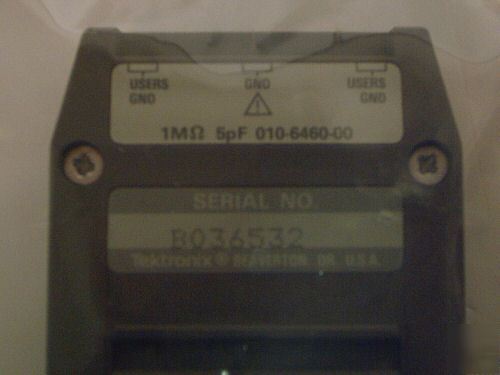 USERS GND USERS
GND GND
1MΩ 5pF 010-6460-00
SERIAL NO.
B036532
Tektronix® BEAVERTON, OR. U.S.A.